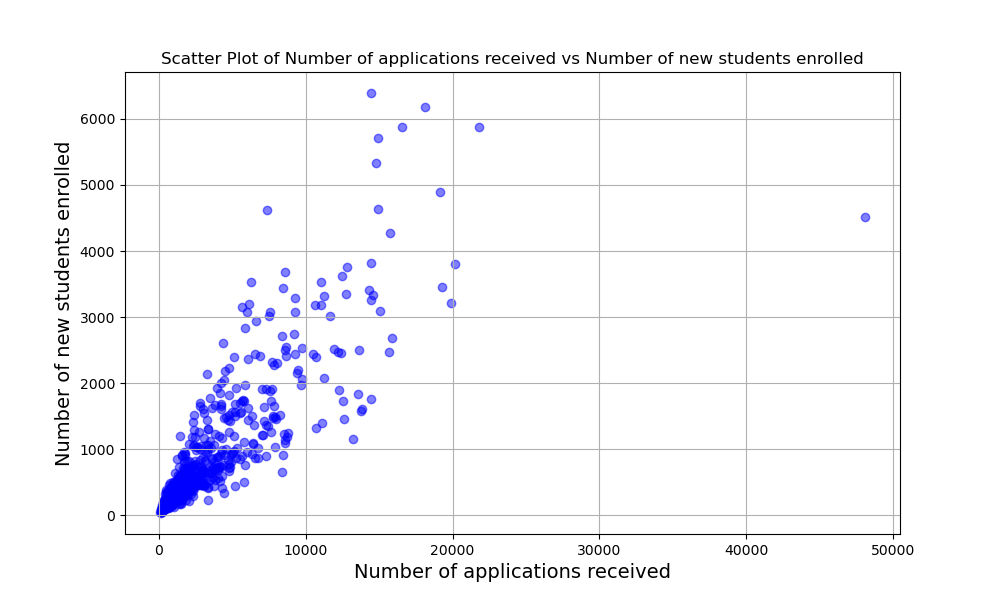 Scatter Plot of Number of applications received vs Number of new students enrolled
Number of new students enrolled
6000
5000
4000
3000
2000
1000
0
0 10000 20000 30000 40000 50000
Number of applications received